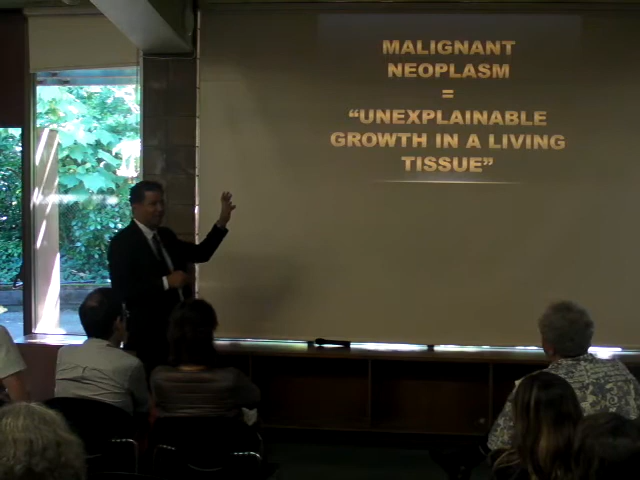 MALIGNANT
NEOPLASM
=
“UNEXPLAINABLE
GROWTH IN A LIVING
TISSUE”